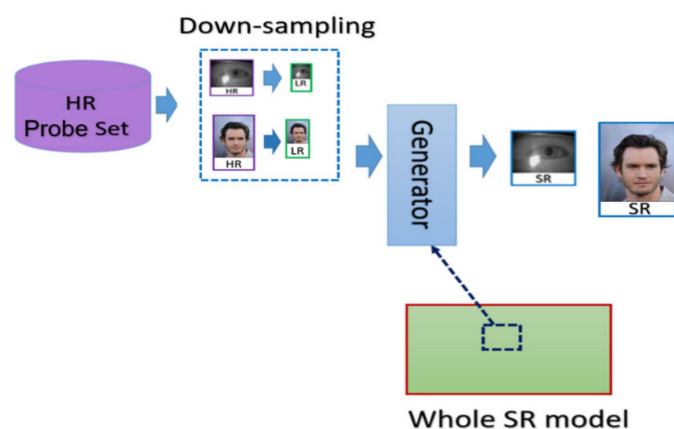 Down-sampling
HR
Probe Set
HR
LR
HR
LR
Generator
SR
SR
Whole SR model